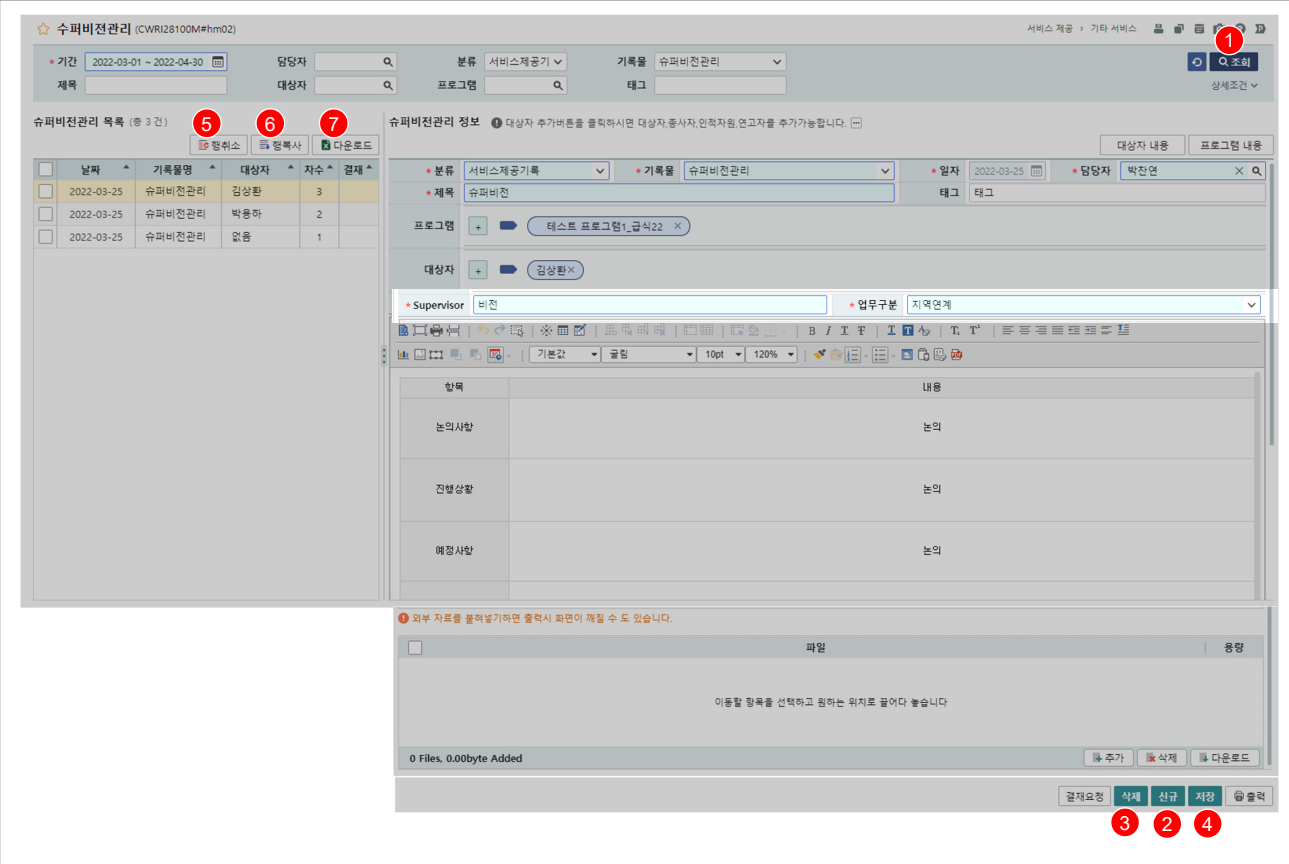 슈퍼비전관리 (CWRI28100M#hm02)
서비스 제공 › 기타 서비스
1
* 기간 2022-03-01 ~ 2022-04-30 담당자 분류 서비스제공기 기록물 슈퍼비전관리 조회
제목 대상자 프로그램 태그 상세조건
슈퍼비전관리 목록 (총 3 건)
5 6 7
행취소 행복사 다운로드
날짜 기록물명 대상자 차수 결재
2022-03-25 슈퍼비전관리 김상환 3
2022-03-25 슈퍼비전관리 박용하 2
2022-03-25 슈퍼비전관리 없음 1
슈퍼비전관리 정보 대상자 추가버튼을 클릭하시면 대상자,종사자,인적자원,연고자를 추가가능합니다.
대상자 내용 프로그램 내용
* 분류 서비스제공기록 * 기록물 슈퍼비전관리 * 일자 2022-03-25 * 담당자 박찬연
* 제목 슈퍼비전 태그 태그
프로그램 + 테스트 프로그램1_급식22 ×
대상자 + 김상환×
* Supervisor 비전 * 업무구분 지역연계
기본값 굴림 10pt 120%
항목 내용
논의사항 논의
진행상황 논의
예정사항 논의
외부 자료를 붙여넣기하면 출력시 화면이 깨질 수 도 있습니다.
파일 용량
이동할 항목을 선택하고 원하는 위치로 끌어다 놓습니다
0 Files, 0.00byte Added 추가 삭제 다운로드
결재요청 삭제 신규 저장 출력
3 2 4